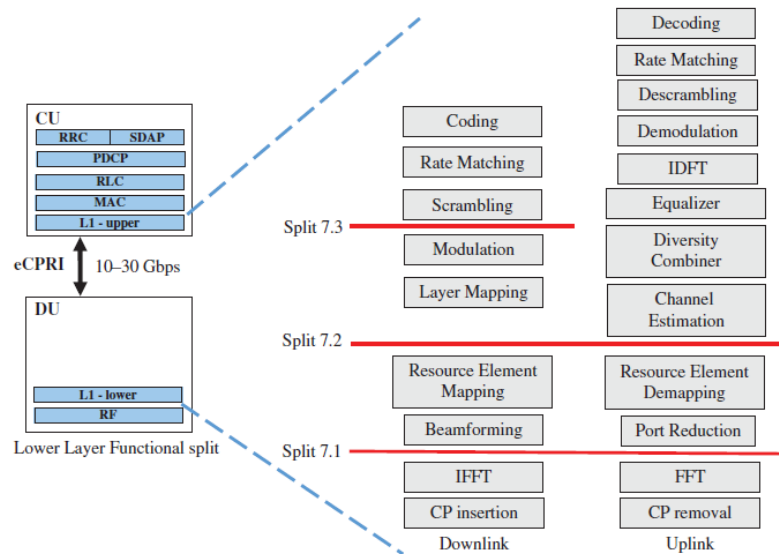 CU
RRC SDAP
PDCP
RLC
MAC
L1 - upper
eCPRI 10–30 Gbps
DU
L1 - lower
RF
Lower Layer Functional split
Coding
Rate Matching
Scrambling
Split 7.3
Modulation
Layer Mapping
Split 7.2
Resource Element
Mapping
Beamforming
Split 7.1
IFFT
CP insertion
Downlink
Decoding
Rate Matching
Descrambling
Demodulation
IDFT
Equalizer
Diversity
Combiner
Channel
Estimation
Resource Element
Demapping
Port Reduction
FFT
CP removal
Uplink